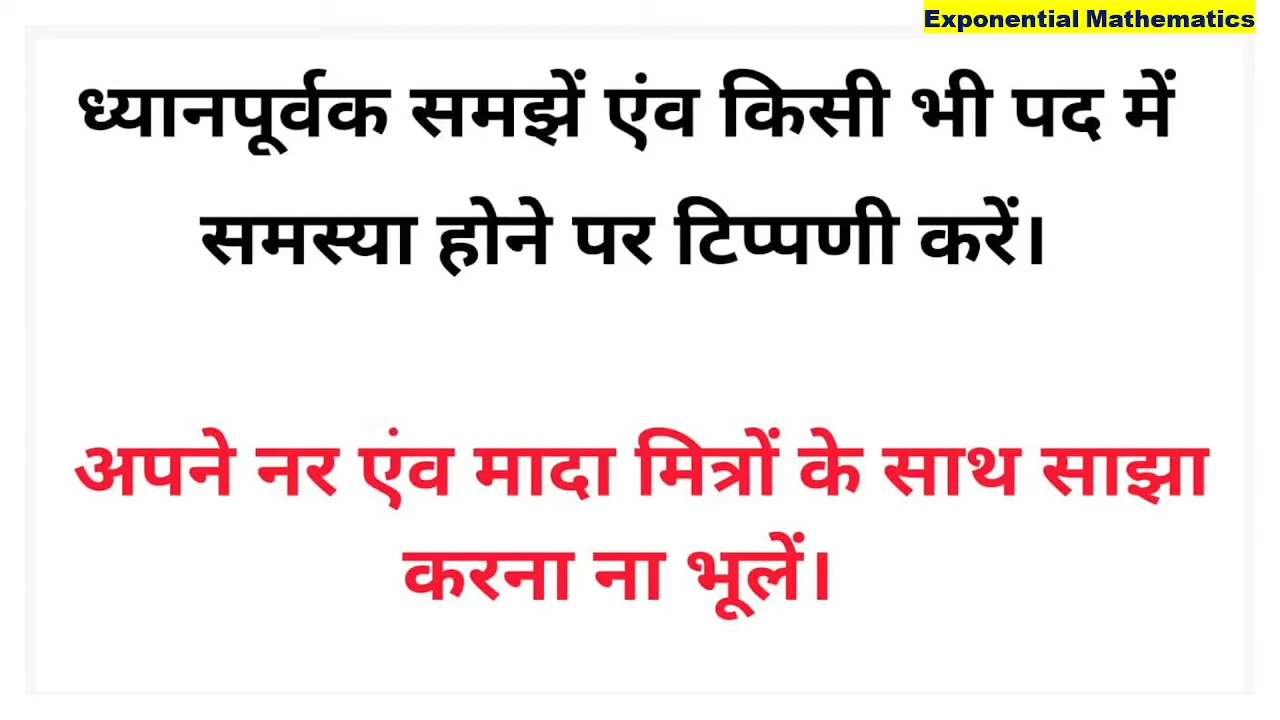 Exponential Mathematics
ध्यानपूर्वक समझें एंव किसी भी पद में
समस्या होने पर टिप्पणी करें।
अपने नर एंव मादा मित्रों के साथ साझा
करना ना भूलें।